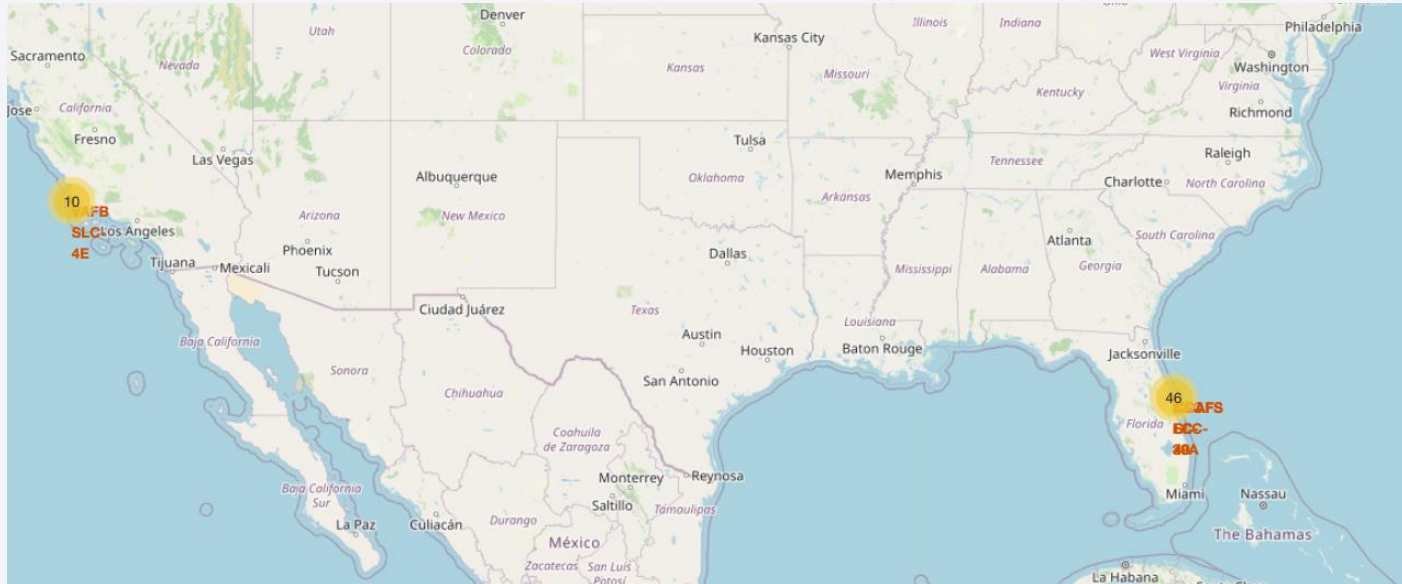 Denver
Philadelphia
Utah
Illinois
Indiana
Kansas City
Sacramento
Colorado
West Virginia
Nevada
Kansas
Missouri
Washington
Virginia
Kentucky
Jose
California
Richmond
Fresno
Tulsa
Las Vegas
Raleigh
Tennessee
Albuquerque
Oklahoma
Memphis
Charlotte
North Carolina
Arkansas
10
VAFB
SLC-
4E
Arizona
New Mexico
Los Angeles
South Carolina
Atlanta
Phoenix
Dallas
Tijuana
Mexicali
Tucson
Mississippi
Alabama
Georgia
Ciudad Juárez
Texas
Louisiana
Austin
Baja California
Houston
Baton Rouge
Jacksonville
Sonora
San Antonio
Chihuahua
46
Florida
Coahuila
de Zaragoza
Monterrey
Reynosa
Baja California
Sur
Saltillo
Miami
Nassau
Tamaulipas
La Paz
Culiacán
Durango
The Bahamas
México
Zacatecas
San Luis
Potosí
La Habana